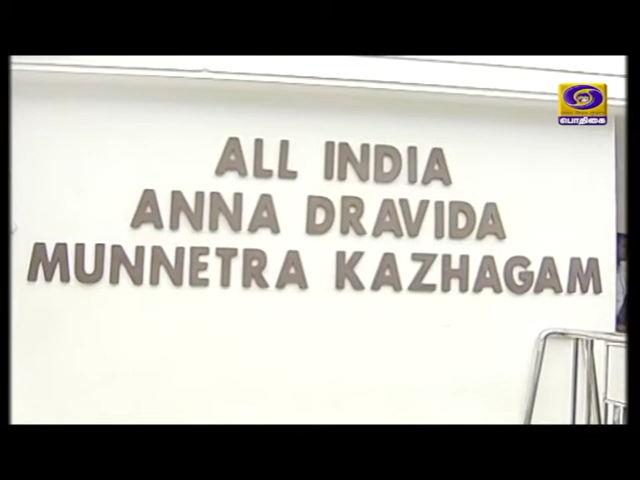 பொதிகை
ALL INDIA
ANNA DRAVIDA
MUNNETRA KAZHAGAM